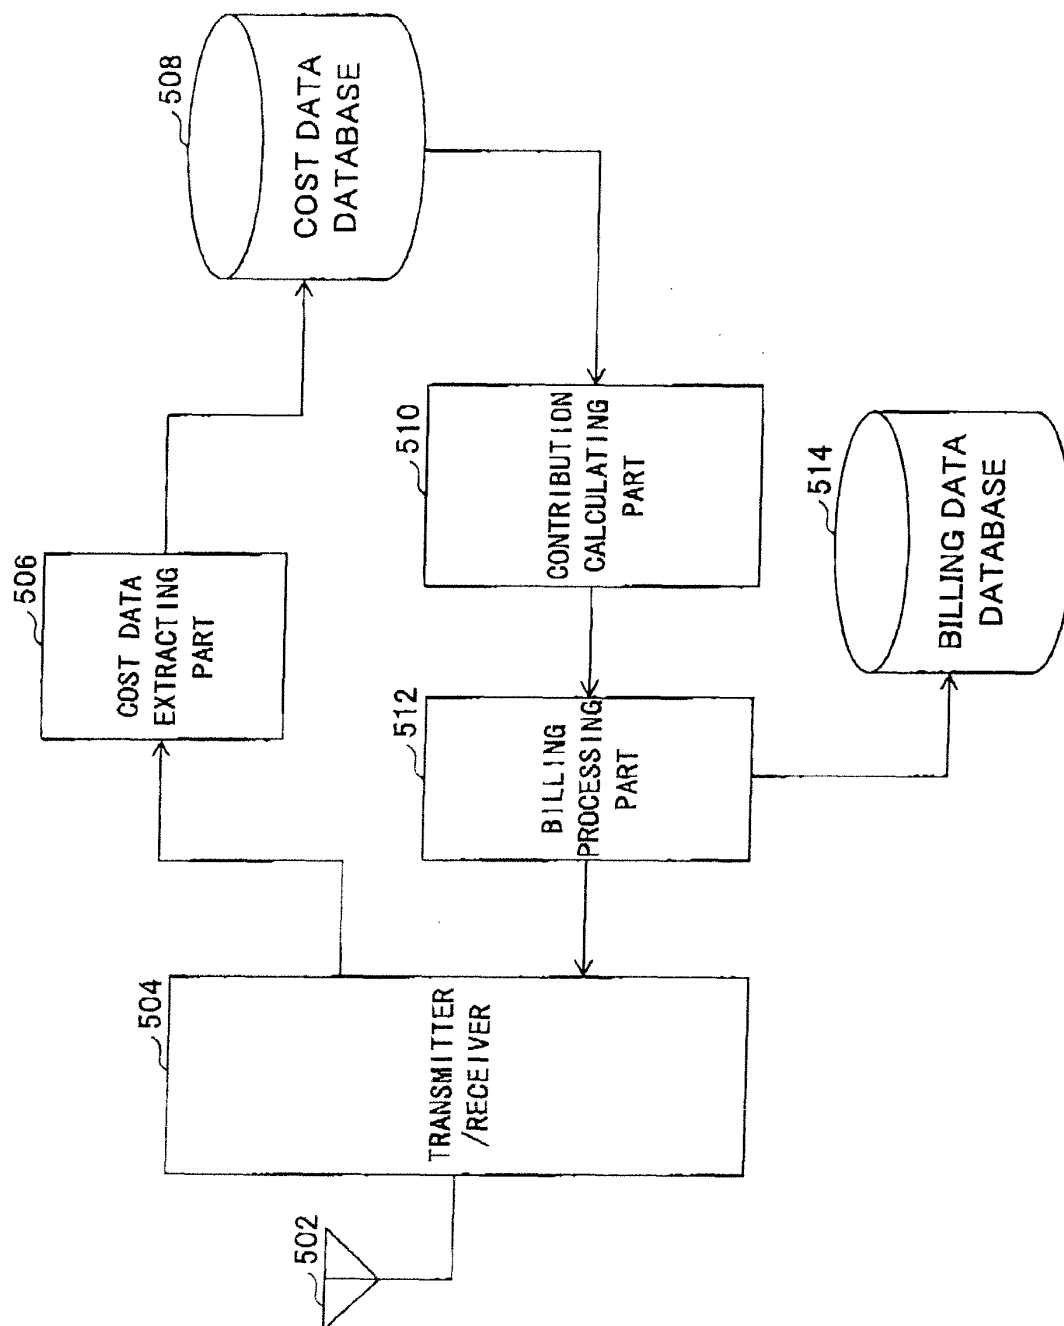 502
504
TRANSMITTER
/RECEIVER
506
COST DATA
EXTRACTING
PART
508
COST DATA
DATABASE
510
CONTRIBUTION
CALCULATING
PART
512
BILLING
PROCESSING
PART
514
BILLING DATA
DATABASE